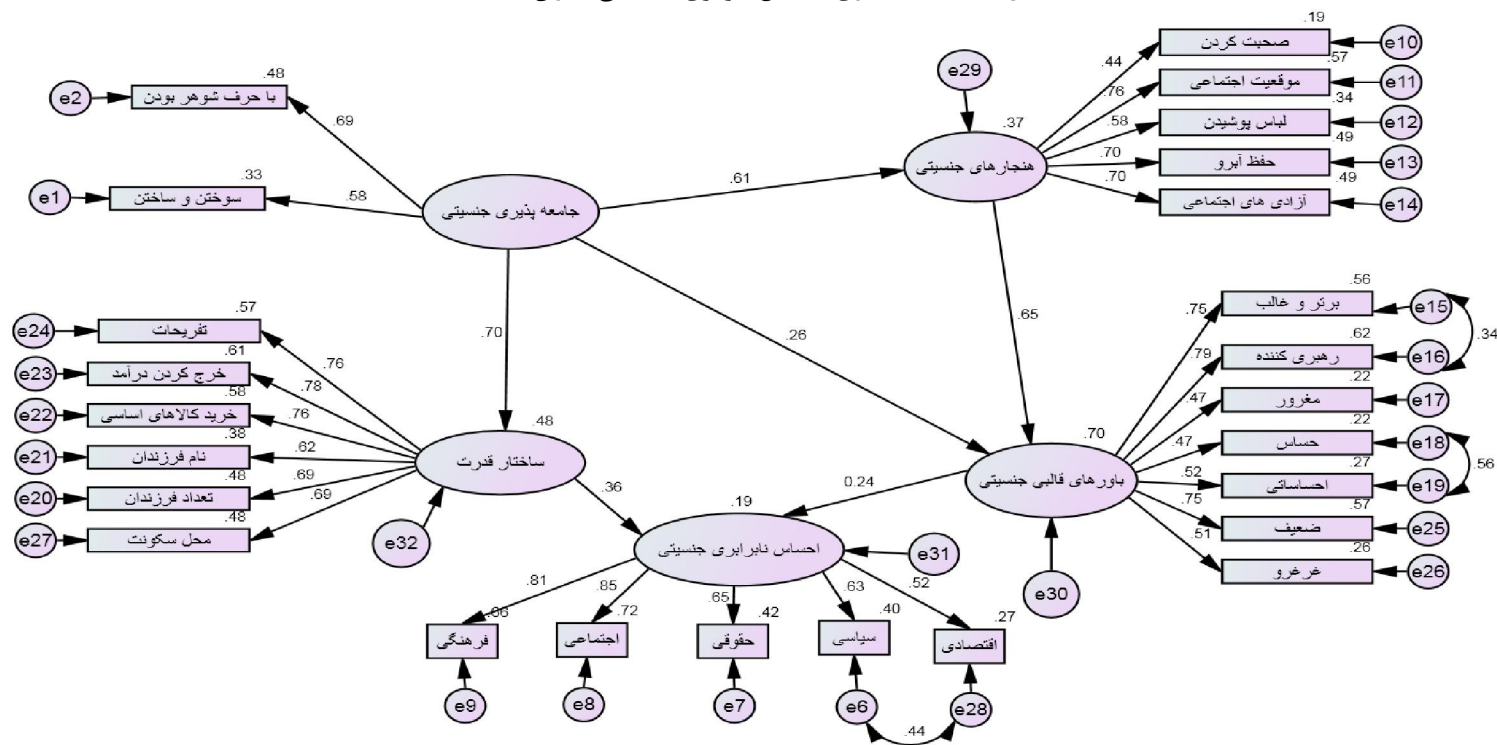 با حرف شوهر بودن
.48
e2
.69
سوختن و ساختن
.33
e1
.58
جامعه پذیری جنسیتی
.61
.70
.26
e29
هنجارهای جنسیتی
.37
.65
صحبت کردن
.19
e10
.44
موقعیت اجتماعی
.57
e11
.76
لباس پوشیدن
.34
e12
.58
حفظ آبرو
.49
e13
.70
آزادی های اجتماعی
.49
e14
.70
تفریحات
.57
e24
.76
خرج کردن درآمد
.61
e23
.78
خرید کالاهای اساسی
.58
e22
.76
نام فرزندان
.38
e21
.62
تعداد فرزندان
.48
e20
.69
محل سکونت
.48
e27
.69
ساختار قدرت
.48
e32
.36
باورهای قالبی جنسیتی
.70
e30
0.24
برتر و غالب
.56
e15
.75
.34
رهبری کننده
.62
e16
.79
مغرور
.22
e17
.47
حساس
.22
e18
.47
.56
احساساتی
.27
e19
.52
ضعیف
.57
e25
.75
غرغرو
.26
e26
.51
احساس نابرابری جنسیتی
.19
e31
فرهنگی
e9
.81
اجتماعی
.72
e8
.85
حقوقی
.42
e7
.65
سیاسی
.40
e6
.63
اقتصادی
.27
e28
.52
.44